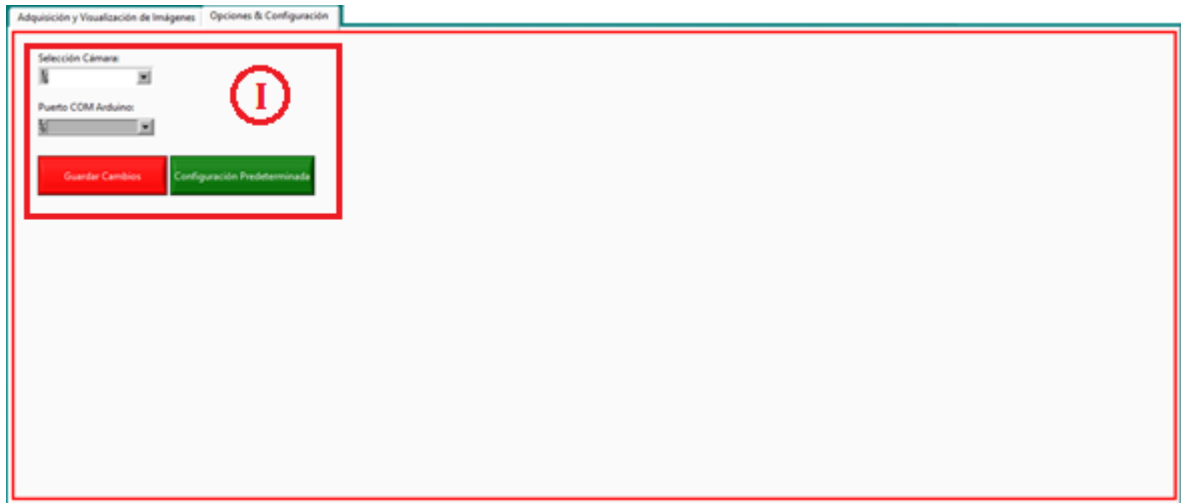 Adquisición y Visualización de Imágenes Opciones & Configuración
Selección Cámara:
I
Puerto COM Arduino:
Guardar Cambios Configuración Predeterminada